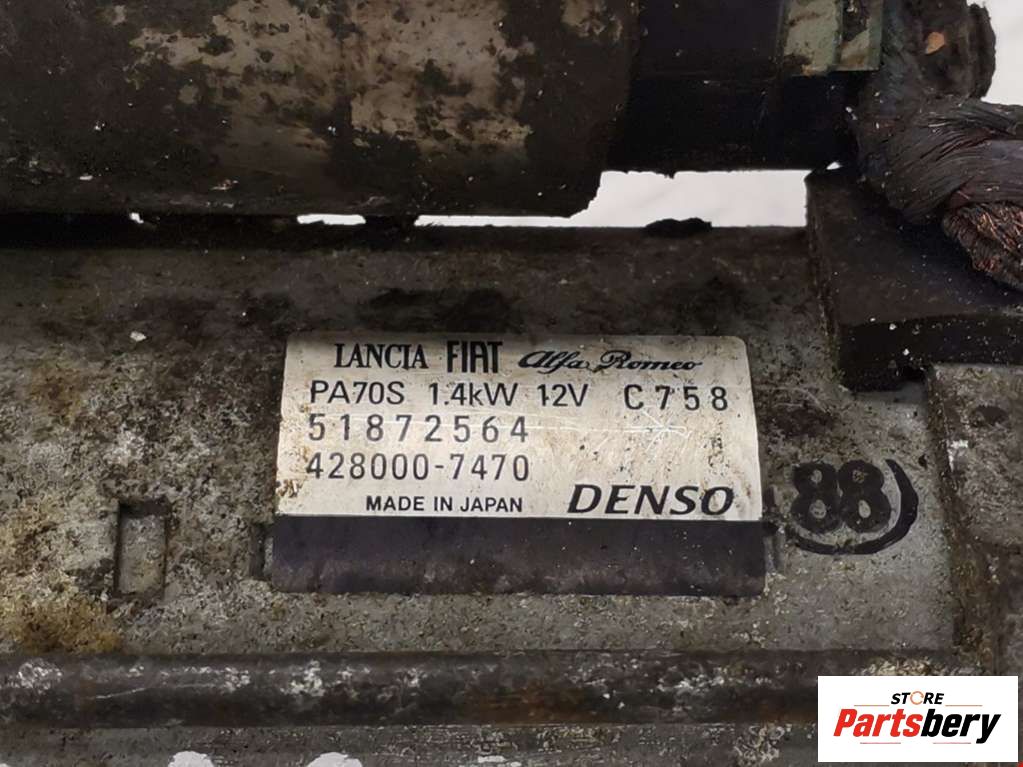 LANCIA FIAT Alfa Romeo
PA70S 1.4kW 12V C758
51872564
428000-7470
MADE IN JAPAN DENSO
88
STORE
Partsbery